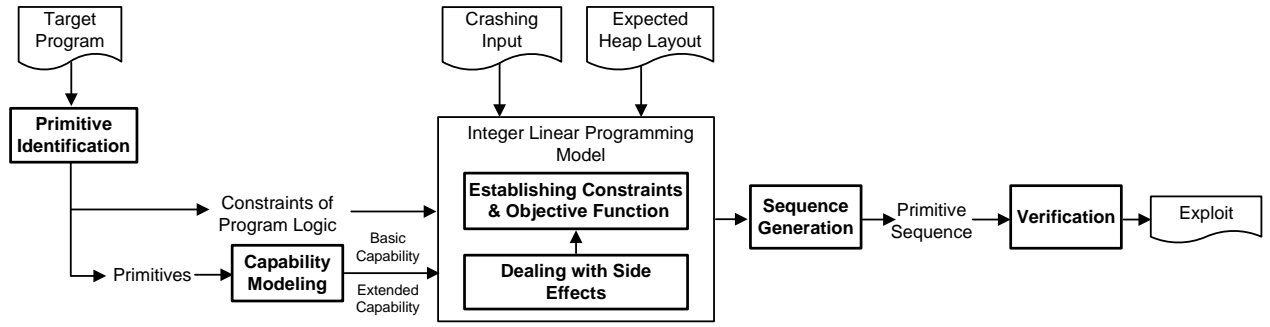 Target
Program
Crashing
Input
Expected
Heap Layout
Primitive
Identification
Integer Linear Programming
Model
Establishing Constraints
& Objective Function
Dealing with Side
Effects
Constraints of
Program Logic
Primitives
Capability
Modeling
Basic
Capability
Extended
Capability
Sequence
Generation
Primitive
Sequence
Verification
Exploit